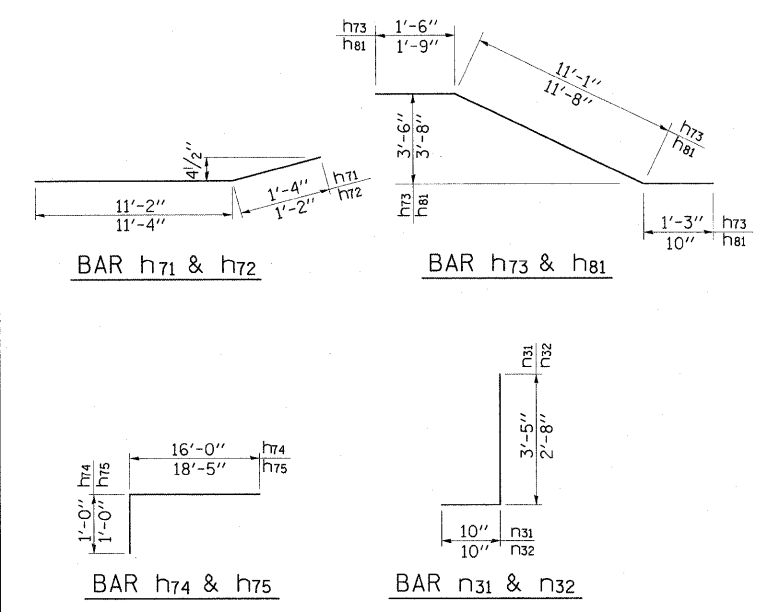 h73 1'-6"
h81 1'-9"
11'-1" h73
11'-8" h81
3'-6" h73
3'-8" h81
1'-3" h73
10" h81
BAR h73 & h81
4½"
1'-4" h71
1'-2" h72
11'-2"
11'-4"
BAR h71 & h72
16'-0" h74
18'-5" h75
1'-0" h74
1'-0" h75
BAR h74 & h75
3'-5" n31
2'-8" n32
10" n31
10" n32
BAR n31 & n32